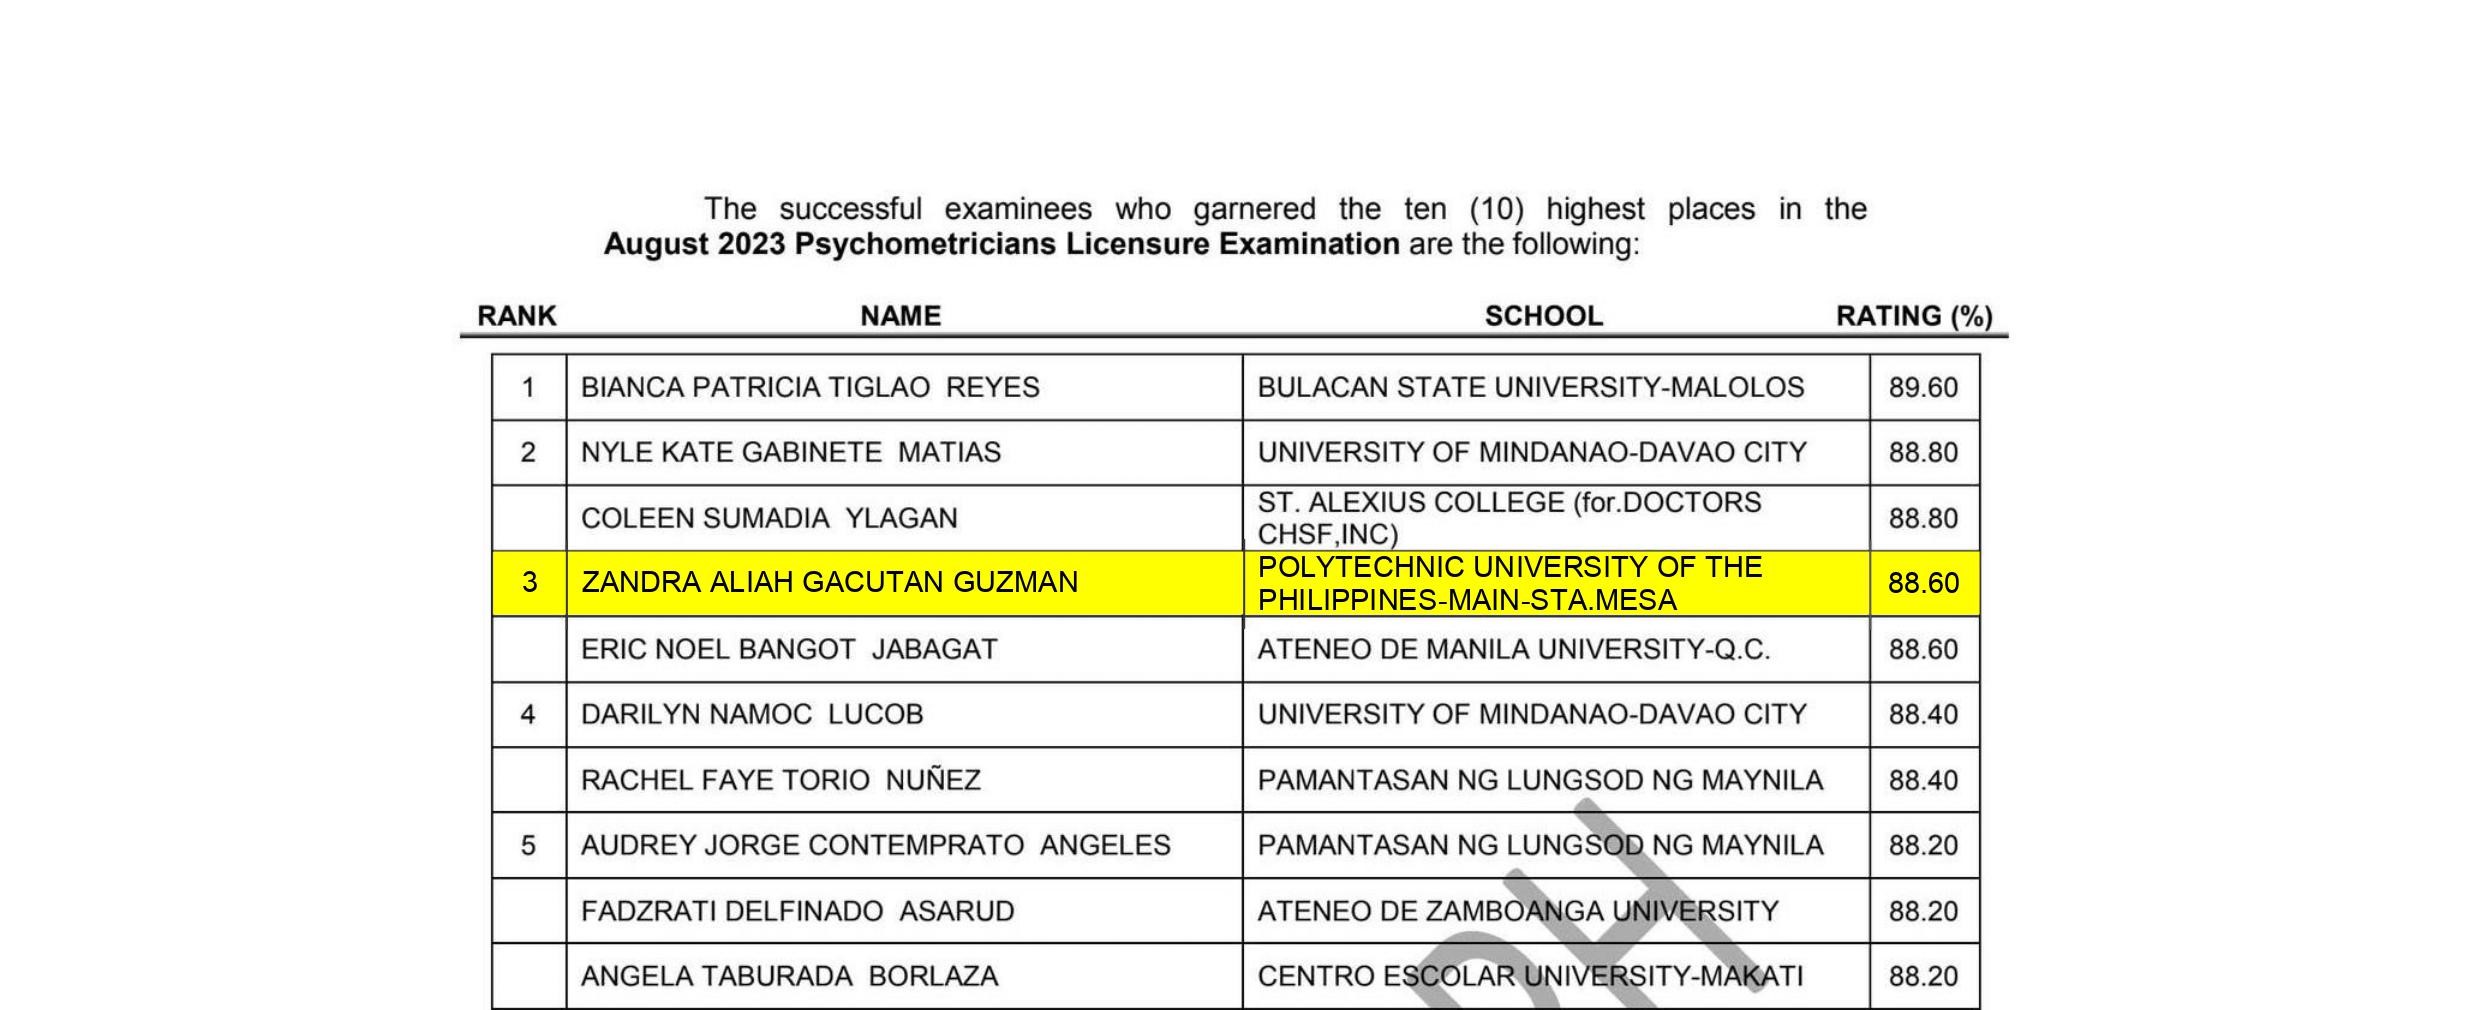 The successful examinees who garnered the ten (10) highest places in the
August 2023 Psychometricians Licensure Examination are the following:
RANK NAME SCHOOL RATING (%)
1 BIANCA PATRICIA TIGLAO REYES BULACAN STATE UNIVERSITY-MALOLOS 89.60
2 NYLE KATE GABINETE MATIAS UNIVERSITY OF MINDANAO-DAVAO CITY 88.80
COLEEN SUMADIA YLAGAN ST. ALEXIUS COLLEGE (for.DOCTORS
CHSF,INC) 88.80
3 ZANDRA ALIAH GACUTAN GUZMAN POLYTECHNIC UNIVERSITY OF THE
PHILIPPINES-MAIN-STA.MESA 88.60
ERIC NOEL BANGOT JABAGAT ATENEO DE MANILA UNIVERSITY-Q.C. 88.60
4 DARILYN NAMOC LUCOB UNIVERSITY OF MINDANAO-DAVAO CITY 88.40
RACHEL FAYE TORIO NUÑEZ PAMANTASAN NG LUNGSOD NG MAYNILA 88.40
5 AUDREY JORGE CONTEMPRATO ANGELES PAMANTASAN NG LUNGSOD NG MAYNILA 88.20
FADZRATI DELFINADO ASARUD ATENEO DE ZAMBOANGA UNIVERSITY 88.20
ANGELA TABURADA BORLAZA CENTRO ESCOLAR UNIVERSITY-MAKATI 88.20